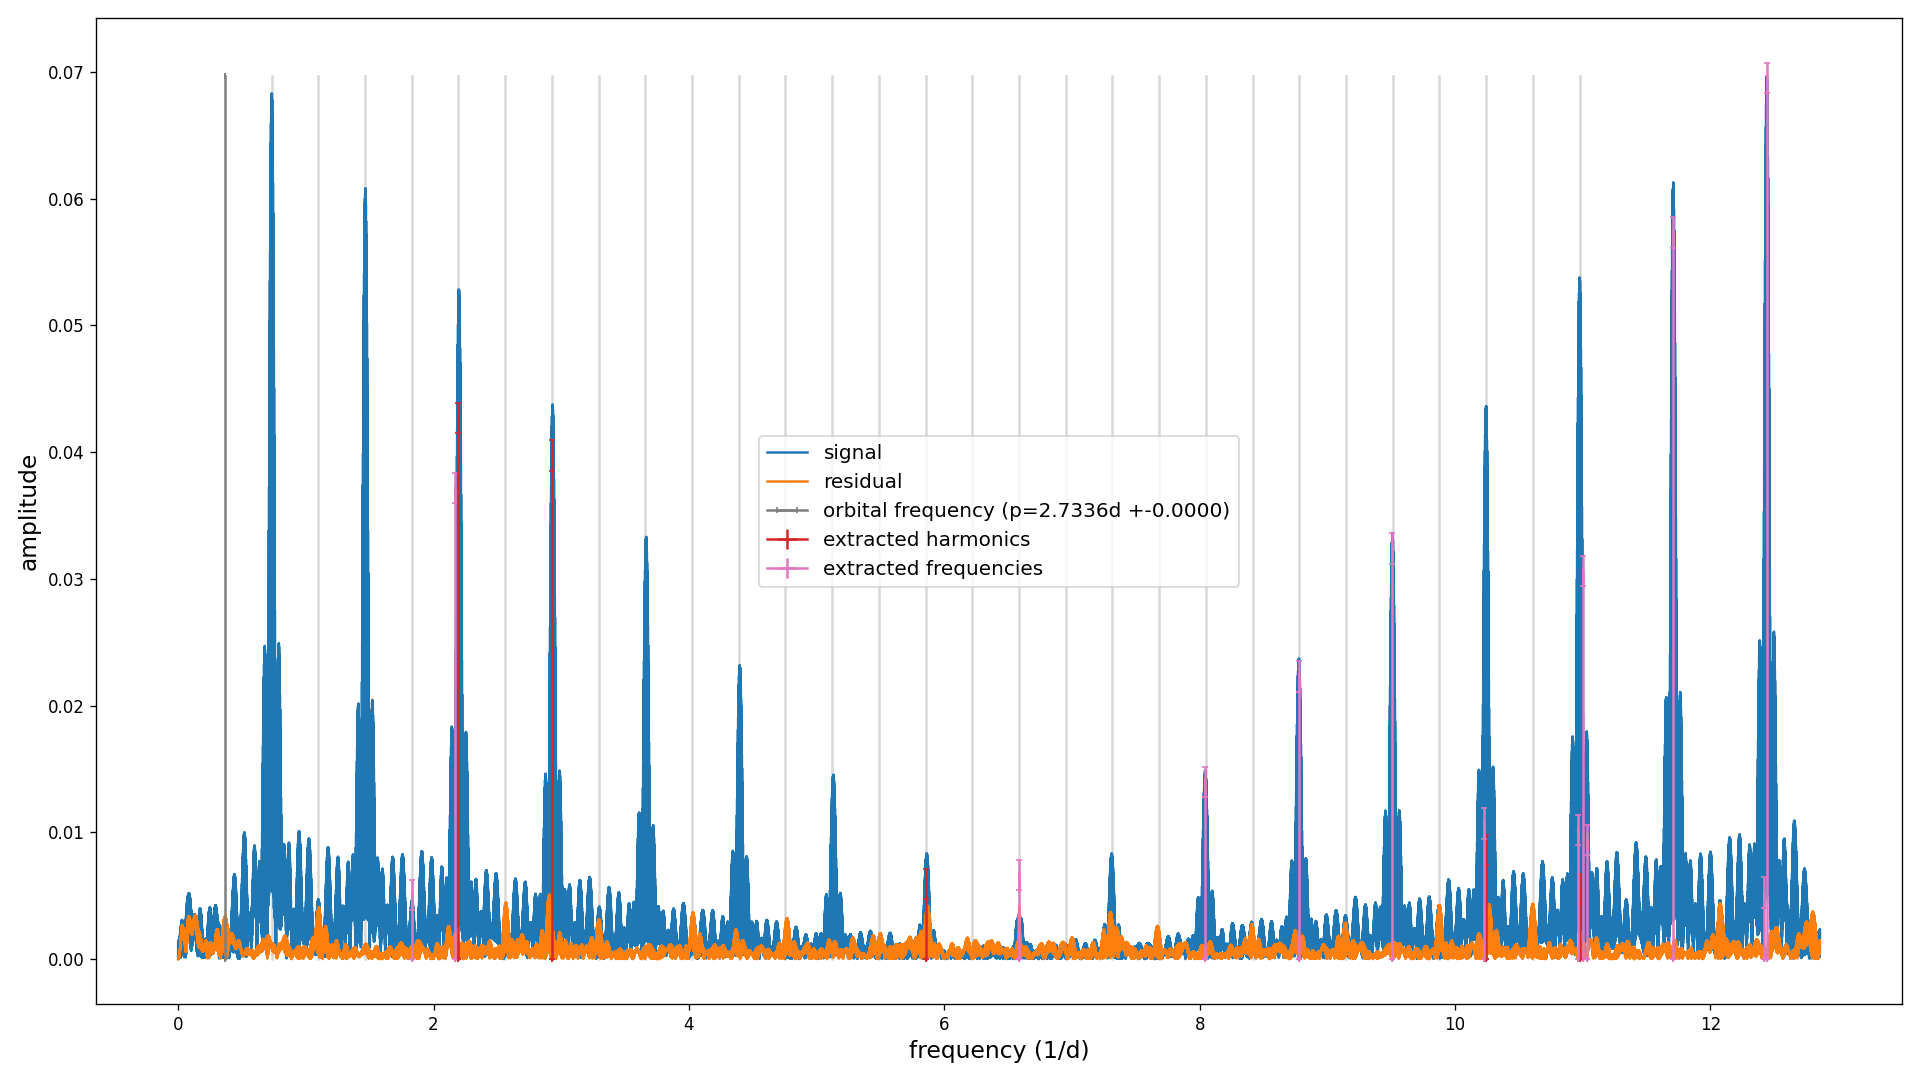 0.07
0.06
0.05
0.04
0.03
0.02
0.01
0.00
amplitude
signal
residual
orbital frequency (p=2.7336d +-0.0000)
extracted harmonics
extracted frequencies
0 2 4 6 8 10 12
frequency (1/d)